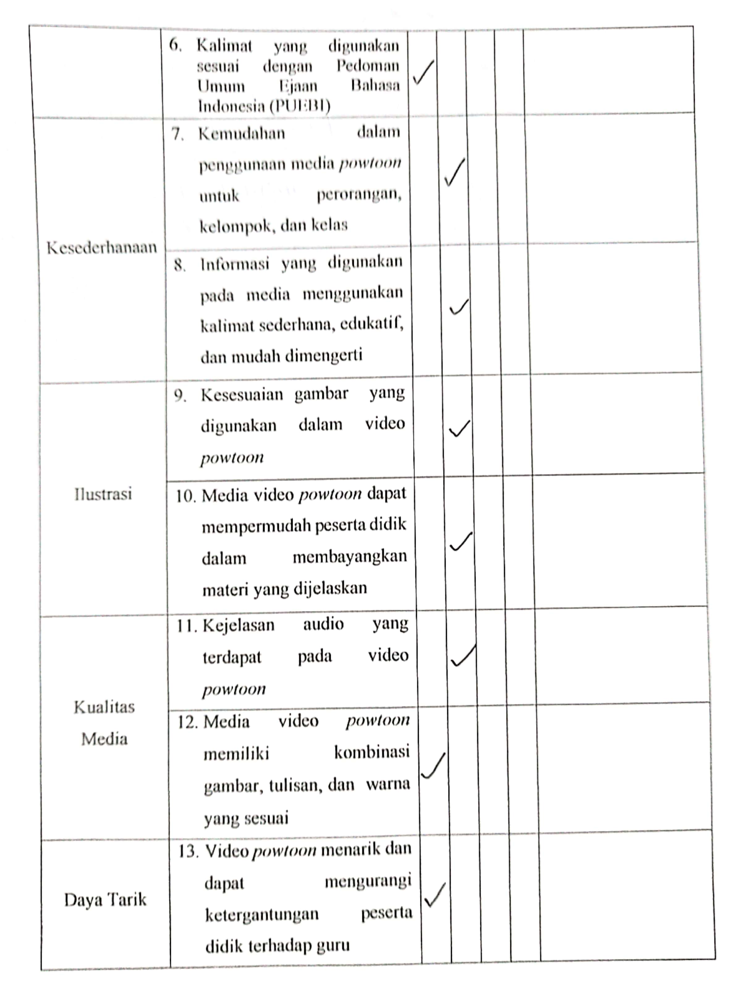 6. Kalimat yang digunakan
sesuai dengan Pedoman
Umum Ejaan Bahasa
Indonesia (PUEBI)
Kesederhanaan
7. Kemudahan dalam
penggunaan media powtoon
untuk perorangan,
kelompok, dan kelas
8. Informasi yang digunakan
pada media menggunakan
kalimat sederhana, edukatif,
dan mudah dimengerti
Ilustrasi
9. Kesesuaian gambar yang
digunakan dalam video
powtoon
10. Media video powtoon dapat
mempermudah peserta didik
dalam membayangkan
materi yang dijelaskan
Kualitas
Media
11. Kejelasan audio yang
terdapat pada video
powtoon
12. Media video powtoon
memiliki kombinasi
gambar, tulisan, dan warna
yang sesuai
Daya Tarik
13. Video powtoon menarik dan
dapat mengurangi
ketergantungan peserta
didik terhadap guru